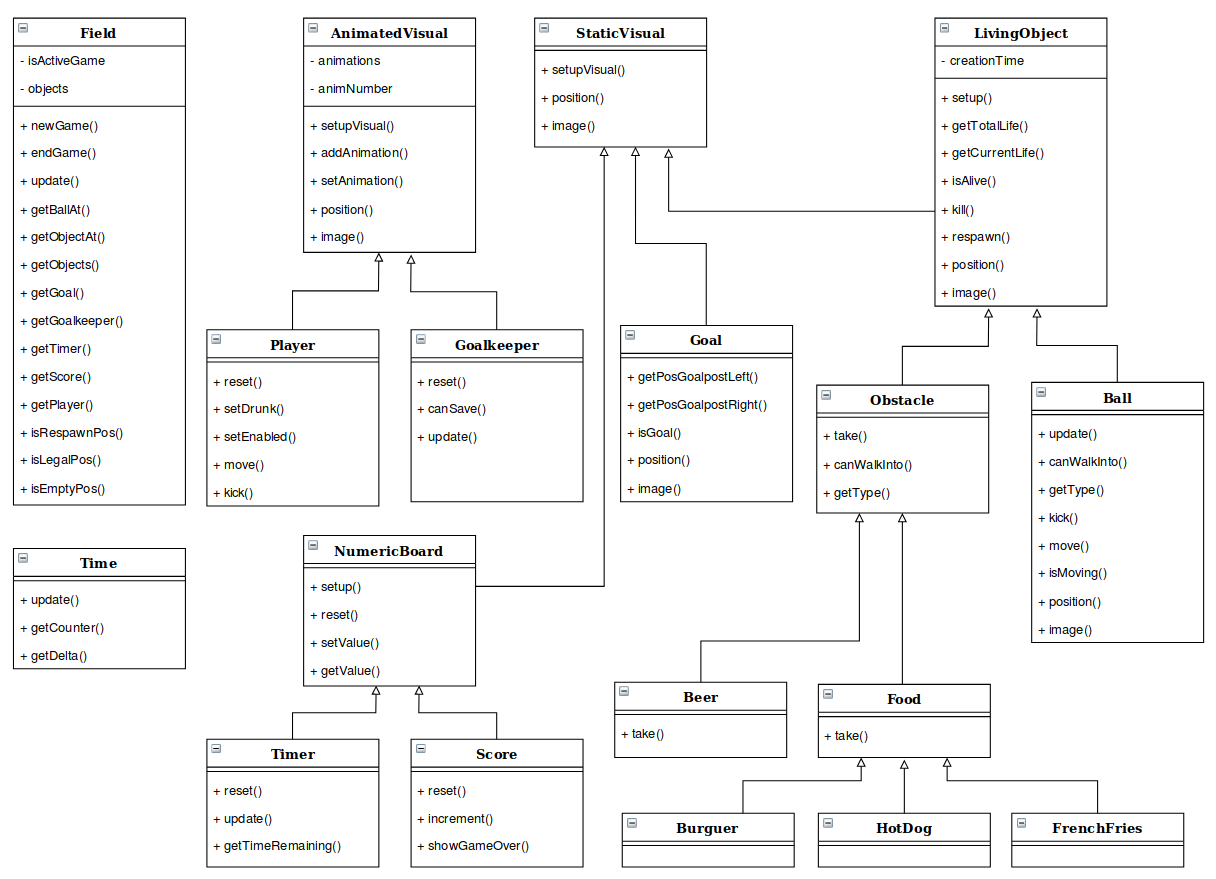 Field
- isActiveGame
- objects
+ newGame()
+ endGame()
+ update()
+ getBallAt()
+ getObjectAt()
+ getObjects()
+ getGoal()
+ getGoalkeeper()
+ getTimer()
+ getScore()
+ getPlayer()
+ isRespawnPos()
+ isLegalPos()
+ isEmptyPos()
AnimatedVisual
- animations
- animNumber
+ setupVisual()
+ addAnimation()
+ setAnimation()
+ position()
+ image()
StaticVisual
+ setupVisual()
+ position()
+ image()
LivingObject
- creationTime
+ setup()
+ getTotalLife()
+ getCurrentLife()
+ isAlive()
+ kill()
+ respawn()
+ position()
+ image()
Player
+ reset()
+ setDrunk()
+ setEnabled()
+ move()
+ kick()
Goalkeeper
+ reset()
+ canSave()
+ update()
Goal
+ getPosGoalpostLeft()
+ getPosGoalpostRight()
+ isGoal()
+ position()
+ image()
Obstacle
+ take()
+ canWalkInto()
+ getType()
Ball
+ update()
+ canWalkInto()
+ getType()
+ kick()
+ move()
+ isMoving()
+ position()
+ image()
Time
+ update()
+ getCounter()
+ getDelta()
NumericBoard
+ setup()
+ reset()
+ setValue()
+ getValue()
Beer
+ take()
Food
+ take()
Timer
+ reset()
+ update()
+ getTimeRemaining()
Score
+ reset()
+ increment()
+ showGameOver()
Burguer
HotDog
FrenchFries